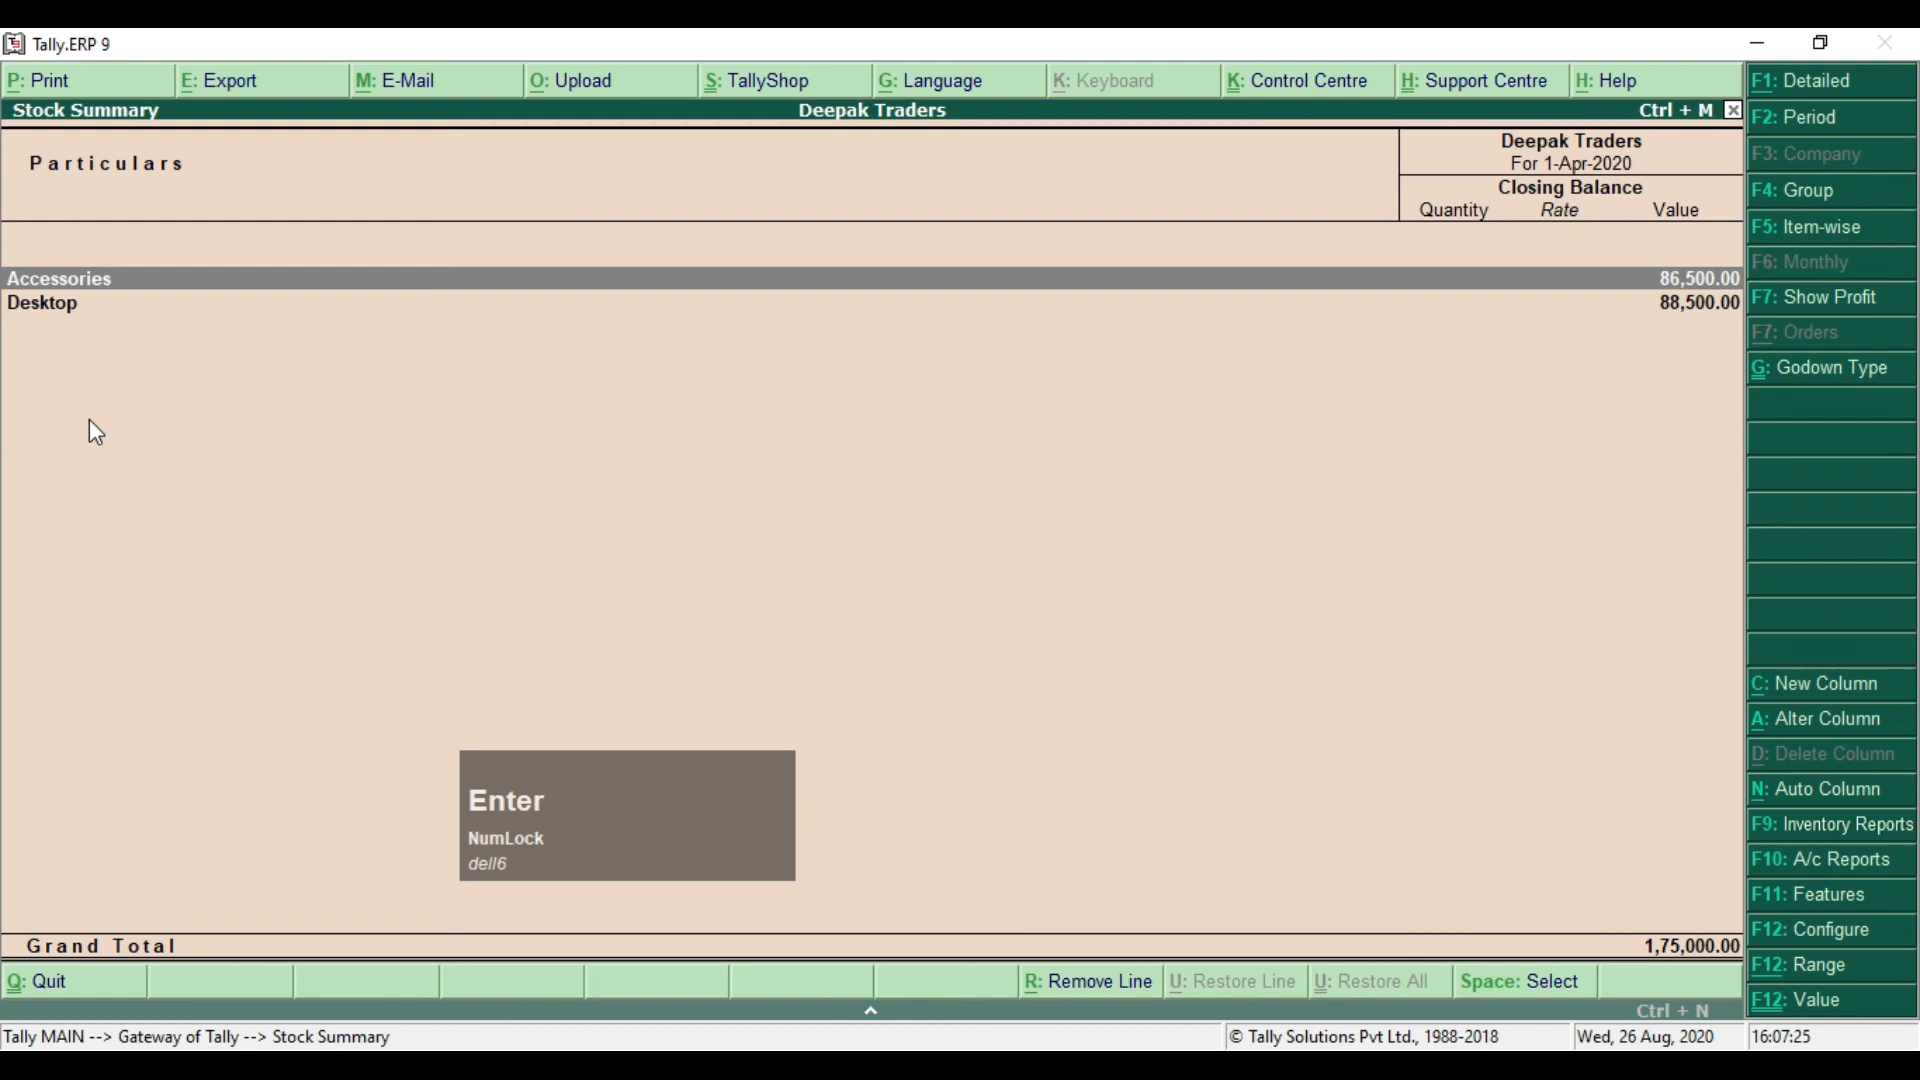 Tally.ERP 9
P: Print E: Export M: E-Mail O: Upload S: TallyShop G: Language K: Keyboard K: Control Centre H: Support Centre H: Help
Stock Summary Deepak Traders Ctrl + M
Particulars
Deepak Traders
For 1-Apr-2020
Closing Balance
Quantity Rate Value
Accessories 86,500.00
Desktop 88,500.00
Enter
NumLock
dell6
Grand Total 1,75,000.00
F1: Detailed
F2: Period
F3: Company
F4: Group
F5: Item-wise
F6: Monthly
F7: Show Profit
F7: Orders
G: Godown Type
C: New Column
A: Alter Column
D: Delete Column
N: Auto Column
F9: Inventory Reports
F10: A/c Reports
F11: Features
F12: Configure
F12: Range
F12: Value
Q: Quit R: Remove Line U: Restore Line U: Restore All Space: Select
Ctrl + N
Tally MAIN --> Gateway of Tally --> Stock Summary © Tally Solutions Pvt Ltd., 1988-2018 Wed, 26 Aug, 2020 16:07:25